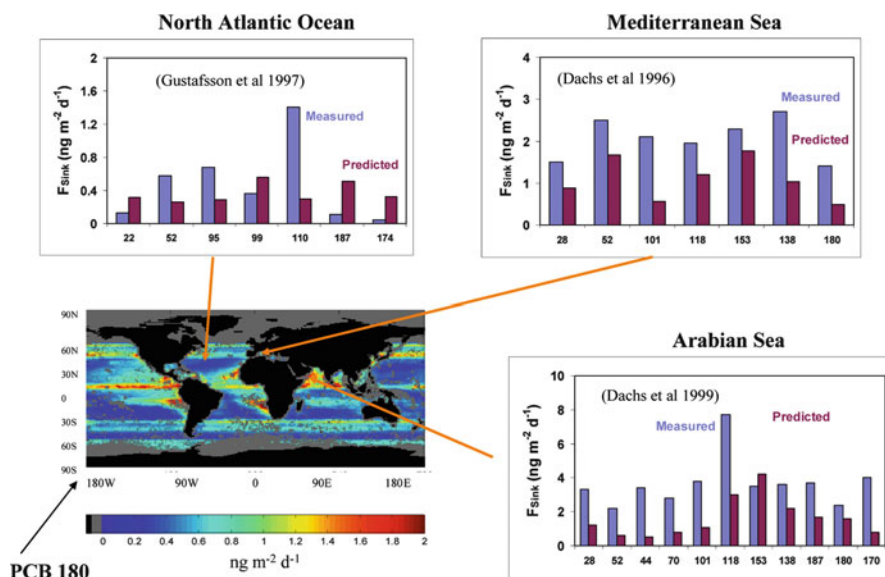 North Atlantic Ocean
(Gustafsson et al 1997)
Measured
Predicted
F Sink (ng m⁻² d⁻¹)
2
1.6
1.2
0.8
0.4
0
22 52 95 99 110 187 174
Mediterranean Sea
(Dachs et al 1996)
Measured
Predicted
F Sink (ng m⁻² d⁻¹)
4
3
2
1
0
28 52 101 118 153 138 180
90N
60N
30N
0
30S
60S
90S
180W 90W 0 90E 180E
0 0.2 0.4 0.6 0.8 1 1.2 1.4 1.6 1.8 2
ng m⁻² d⁻¹
PCB 180
Arabian Sea
(Dachs et al 1999)
Measured Predicted
F Sink (ng m⁻² d⁻¹)
10
8
6
4
2
0
28 52 44 70 101 118 153 138 187 180 170